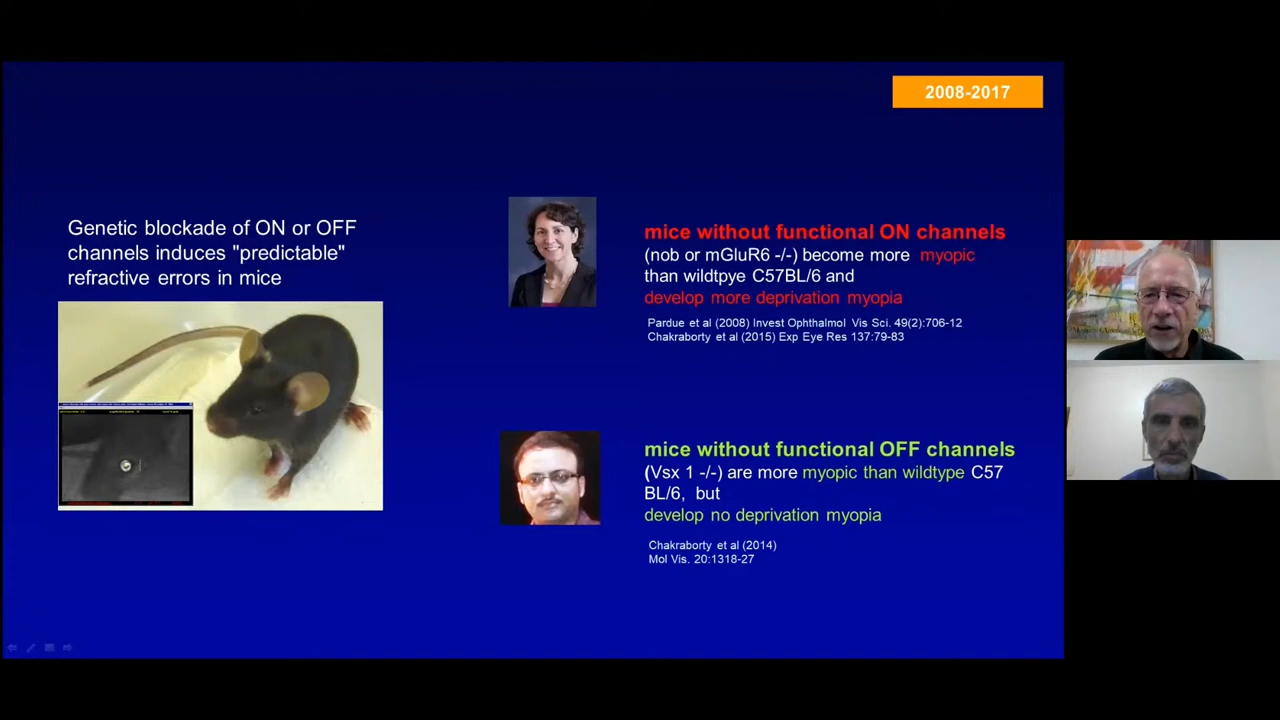 2008-2017
Genetic blockade of ON or OFF
channels induces "predictable"
refractive errors in mice
mice without functional ON channels
(nob or mGluR6 -/-) become more myopic
than wildtpye C57BL/6 and
develop more deprivation myopia
Pardue et al (2008) Invest Ophthalmol Vis Sci. 49(2):706-12
Chakraborty et al (2015) Exp Eye Res 137:79-83
mice without functional OFF channels
(Vsx 1 -/-) are more myopic than wildtype C57
BL/6, but
develop no deprivation myopia
Chakraborty et al (2014)
Mol Vis. 20:1318-27